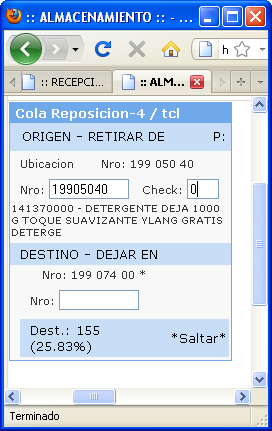 :: ALMACENAMIENTO :: - ...
h
:: RECEPCI...
:: ALM...
Cola Reposicion-4 / tcl
ORIGEN - RETIRAR DE P:
Ubicacion Nro: 199 050 40
Nro: 19905040 Check: 0
141370000 - DETERGENTE DEJA 1000
G TOQUE SUAVIZANTE YLANG GRATIS
DETERGE
DESTINO - DEJAR EN
Nro: 199 074 00 *
Nro:
Dest.: 155 *Saltar*
(25.83%)
Terminado